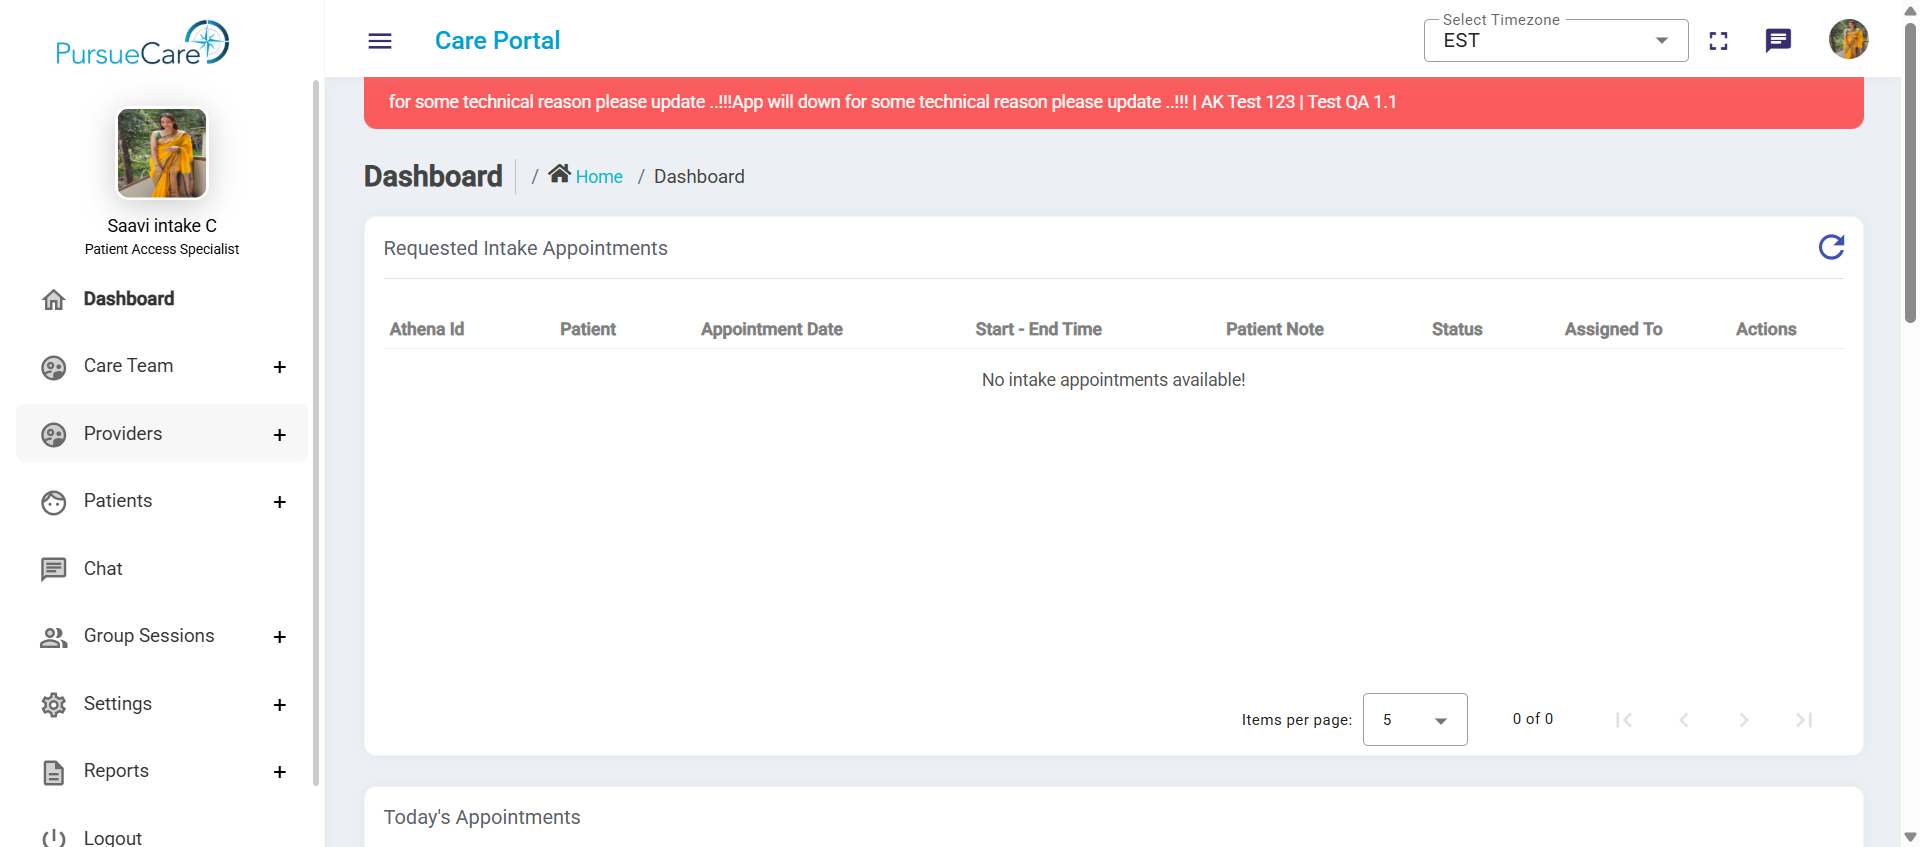 PursueCare
Saavi intake C
Patient Access Specialist
Dashboard
Care Team
Providers
Patients
Chat
Group Sessions
Settings
Reports
Logout
Care Portal
Select Timezone
EST
for some technical reason please update ..!!!App will down for some technical reason please update ..!!! | AK Test 123 | Test QA 1.1
Dashboard / Home / Dashboard
Requested Intake Appointments
Athena Id Patient Appointment Date Start - End Time Patient Note Status Assigned To Actions
No intake appointments available!
Items per page: 5 0 of 0
Today's Appointments